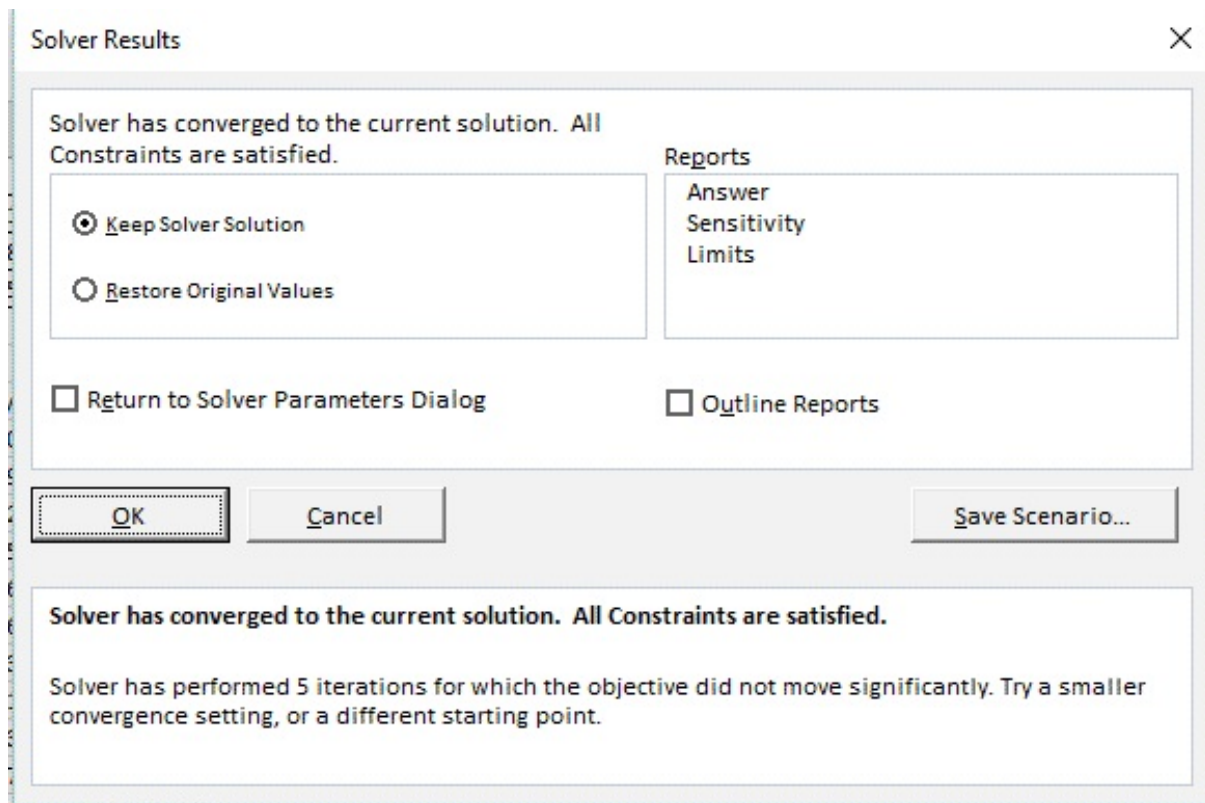 Solver Results
Solver has converged to the current solution.  All
Constraints are satisfied.
Keep Solver Solution
Restore Original Values
Reports
Answer
Sensitivity
Limits
Return to Solver Parameters Dialog
Outline Reports
OK
Cancel
Save Scenario...
Solver has converged to the current solution.  All Constraints are satisfied.
Solver has performed 5 iterations for which the objective did not move significantly. Try a smaller
convergence setting, or a different starting point.